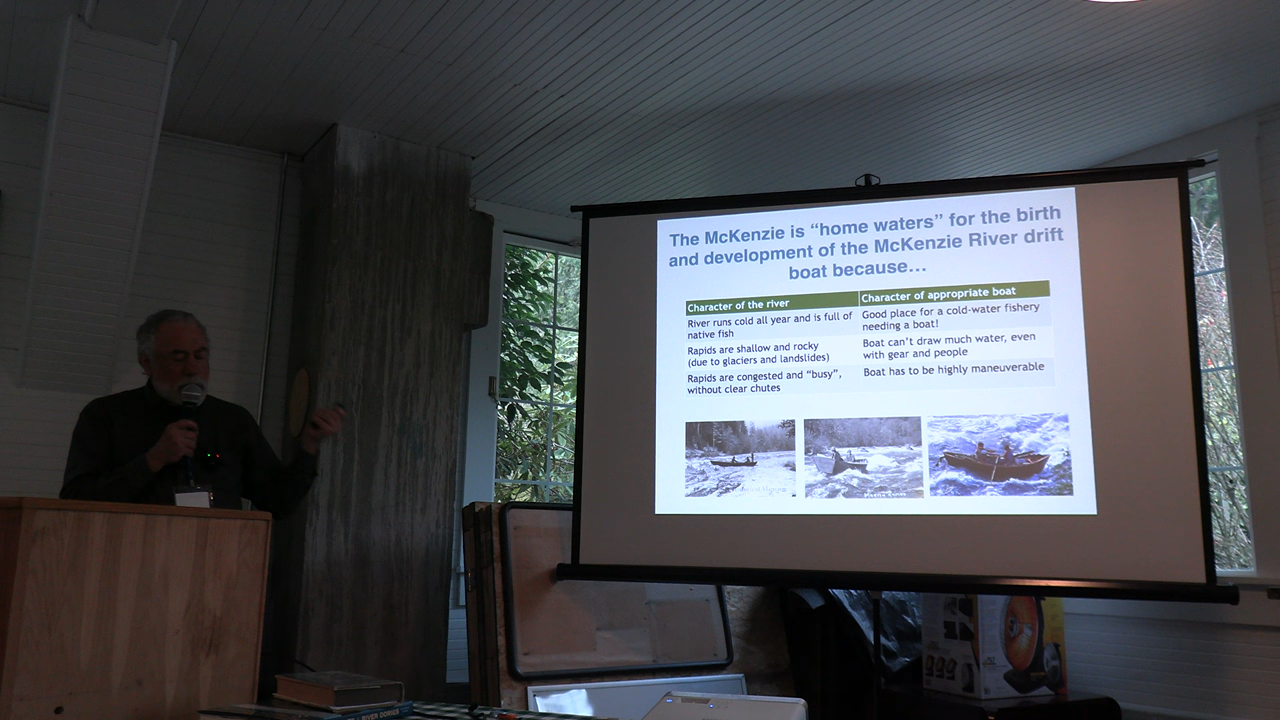 The McKenzie is “home waters” for the birth
and development of the McKenzie River drift
boat because…
Character of the river
Character of appropriate boat
River runs cold all year and is full of
native fish
Good place for a cold-water fishery
needing a boat!
Rapids are shallow and rocky
(due to glaciers and landslides)
Boat can’t draw much water, even
with gear and people
Rapids are congested and “busy”,
without clear chutes
Boat has to be highly maneuverable